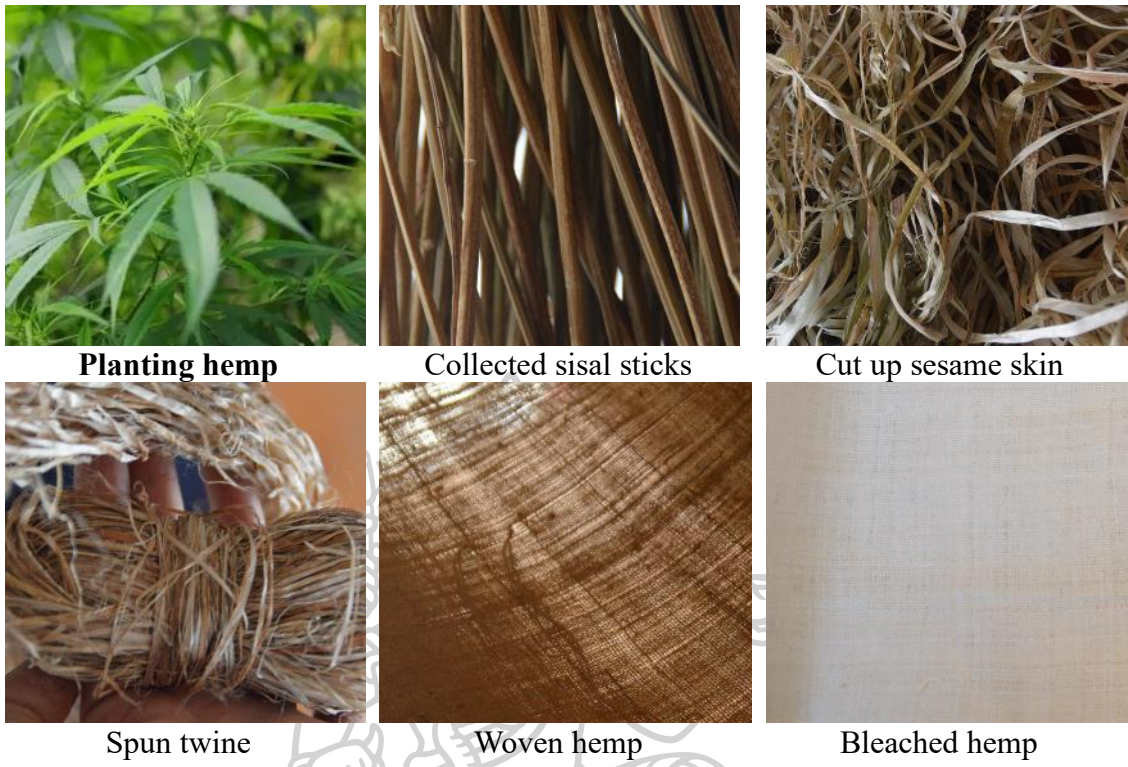 Planting hemp
Collected sisal sticks
Cut up sesame skin
Spun twine
Woven hemp
Bleached hemp